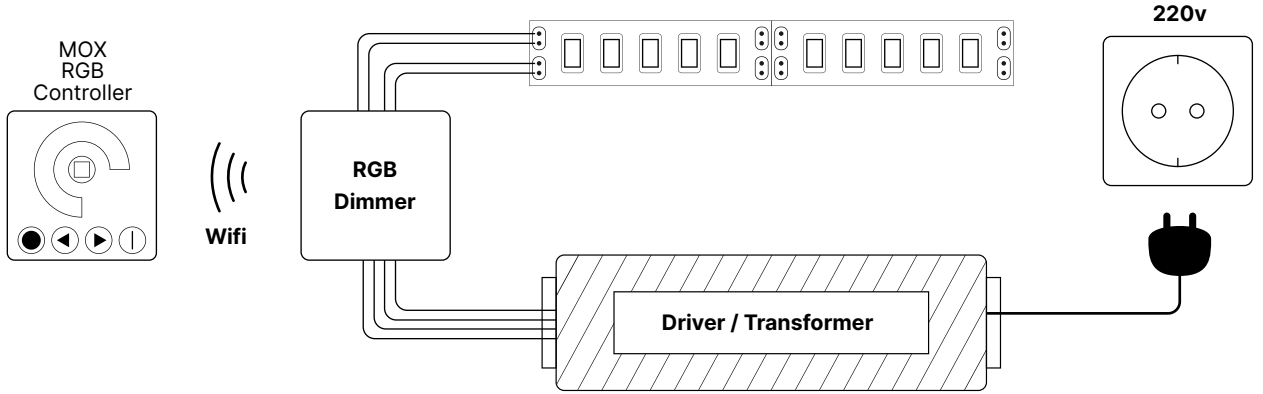 220v
MOX
RGB
Controller
RGB
Dimmer
Wifi
Driver / Transformer